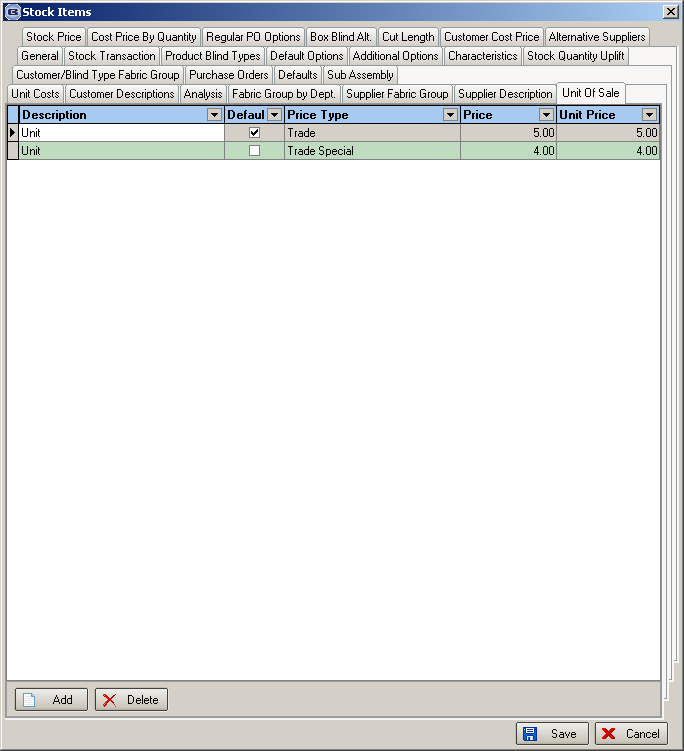 Stock Items
Stock Price Cost Price By Quantity Regular PO Options Box Blind Alt. Cut Length Customer Cost Price Alternative Suppliers
General Stock Transaction Product Blind Types Default Options Additional Options Characteristics Stock Quantity Uplift
Customer/Blind Type Fabric Group Purchase Orders Defaults Sub Assembly
Unit Costs Customer Descriptions Analysis Fabric Group by Dept. Supplier Fabric Group Supplier Description Unit Of Sale
Description Defaul Price Type Price Unit Price
Unit Trade 5.00 5.00
Unit Trade Special 4.00 4.00
Add Delete
Save Cancel